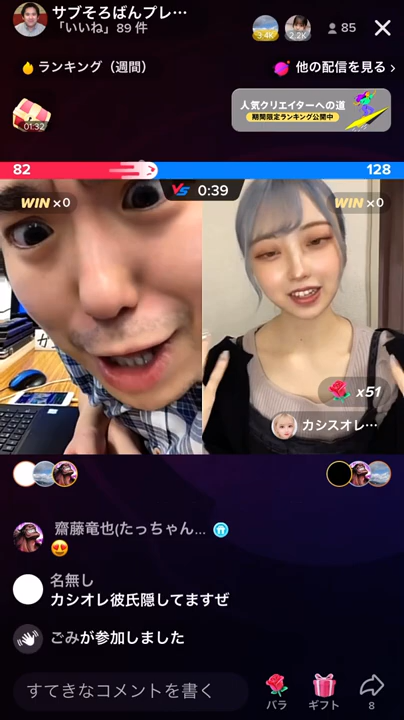 サブそろばんプレ…
「いいね」89 件
3.4K
2.2K
85
ランキング（週間）
他の配信を見る
01:32
人気クリエイターへの道
期間限定ランキング公開中
82
128
WIN ×0
VS 0:39
WIN ×0
x51
カシスオレ…
齋藤竜也(たっちゃん…
名無し
カシオレ彼氏隠してますぜ
ごみが参加しました
すてきなコメントを書く
バラ
ギフト
8